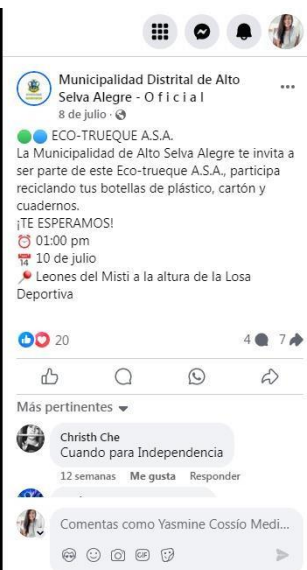 Municipalidad Distrital de Alto
Selva Alegre - O f i c i a l
8 de julio ·
ECO-TRUEQUE A.S.A.
La Municipalidad de Alto Selva Alegre te invita a
ser parte de este Eco-trueque A.S.A., participa
reciclando tus botellas de plástico, cartón y
cuadernos.
¡TE ESPERAMOS!
01:00 pm
10 de julio
Leones del Misti a la altura de la Losa
Deportiva
20
4
7
Más pertinentes
Christh Che
Cuando para Independencia
12 semanas Me gusta Responder
Comentas como Yasmine Cossío Medi...
GIF